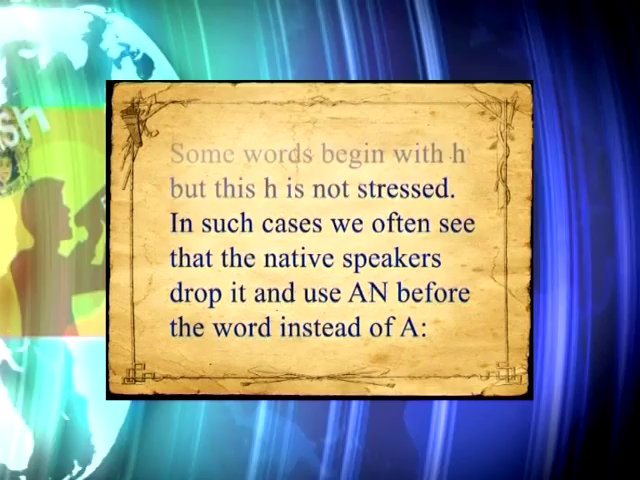 sh
Some words begin with h
but this h is not stressed.
In such cases we often see
that the native speakers
drop it and use AN before
the word instead of A: